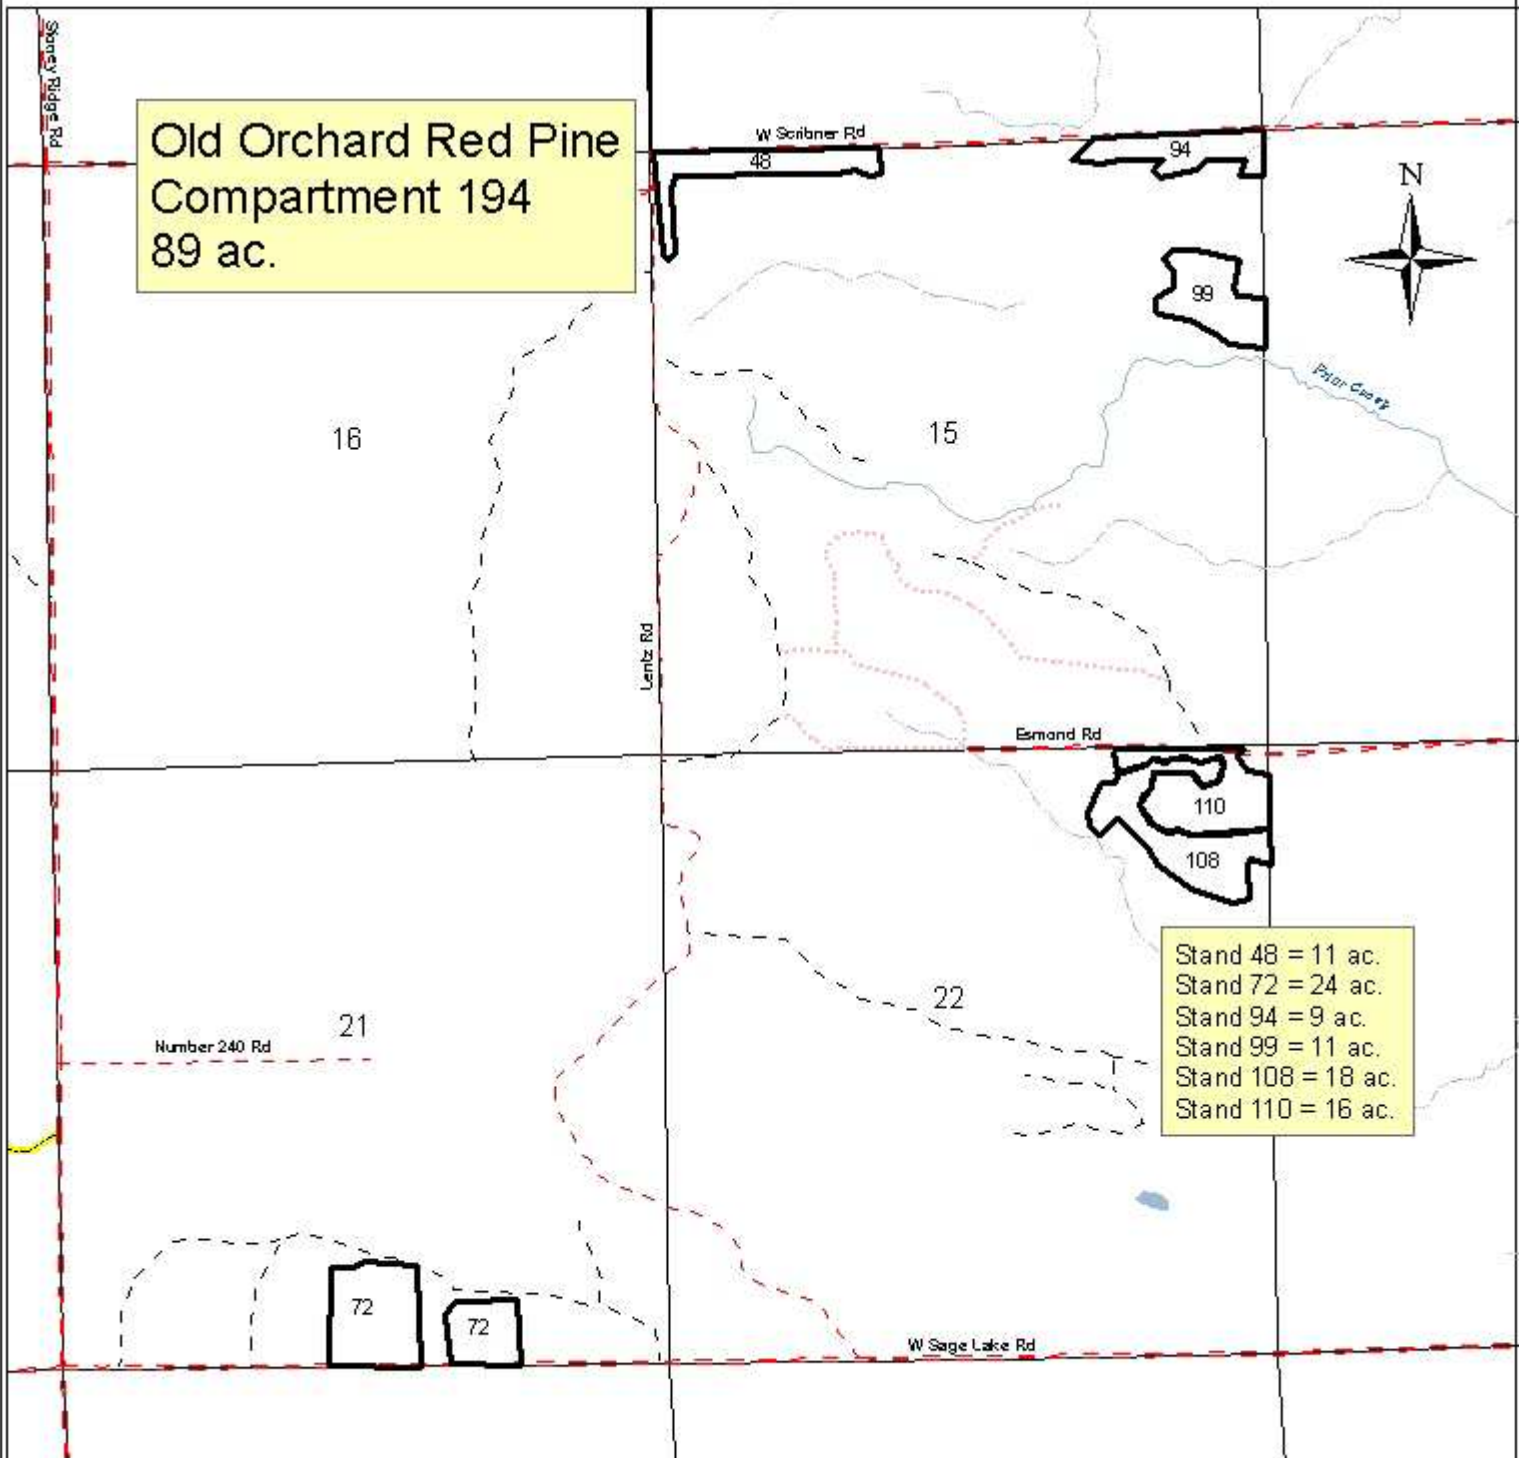 Stoney Ridge Rd
Old Orchard Red Pine
Compartment 194
89 ac.
W Scribner Rd
48
94
N
99
Prior Creek
16
15
Lentz Rd
Esmond Rd
110
108
Stand 48 = 11 ac.
Stand 72 = 24 ac.
Stand 94 = 9 ac.
Stand 99 = 11 ac.
Stand 108 = 18 ac.
Stand 110 = 16 ac.
22
21
Number 240 Rd
72
72
W Sage Lake Rd